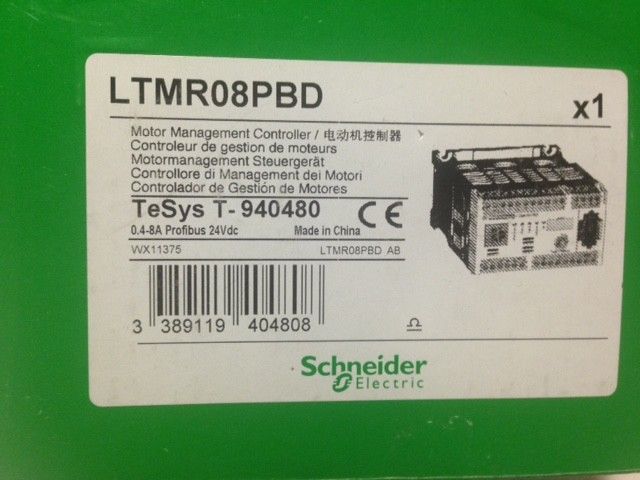 LTMR08PBD
x1
Motor Management Controller / 电动机控制器
Controleur de gestion de moteurs
Motormanagement Steuergerät
Controllore di Management dei Motori
Controlador de Gestión de Motores
TeSys T- 940480 CE
0.4-8A Profibus 24Vdc Made in China
WX11375 LTMR08PBD AB
3 389119 404808
Schneider
Electric